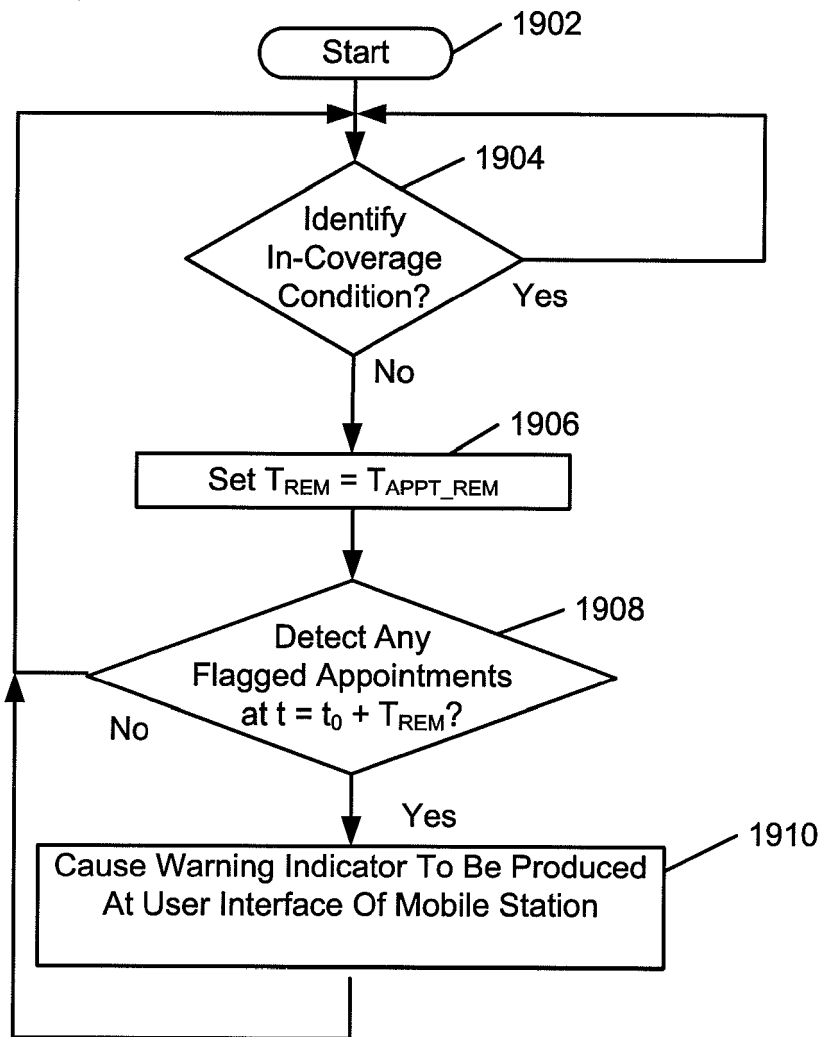 1902
Start
1904
Identify
In-Coverage
Condition?
Yes
No
1906
Set T_REM = T_APPT_REM
1908
Detect Any
Flagged Appointments
at t = t_0 + T_REM?
No
Yes
1910
Cause Warning Indicator To Be Produced
At User Interface Of Mobile Station